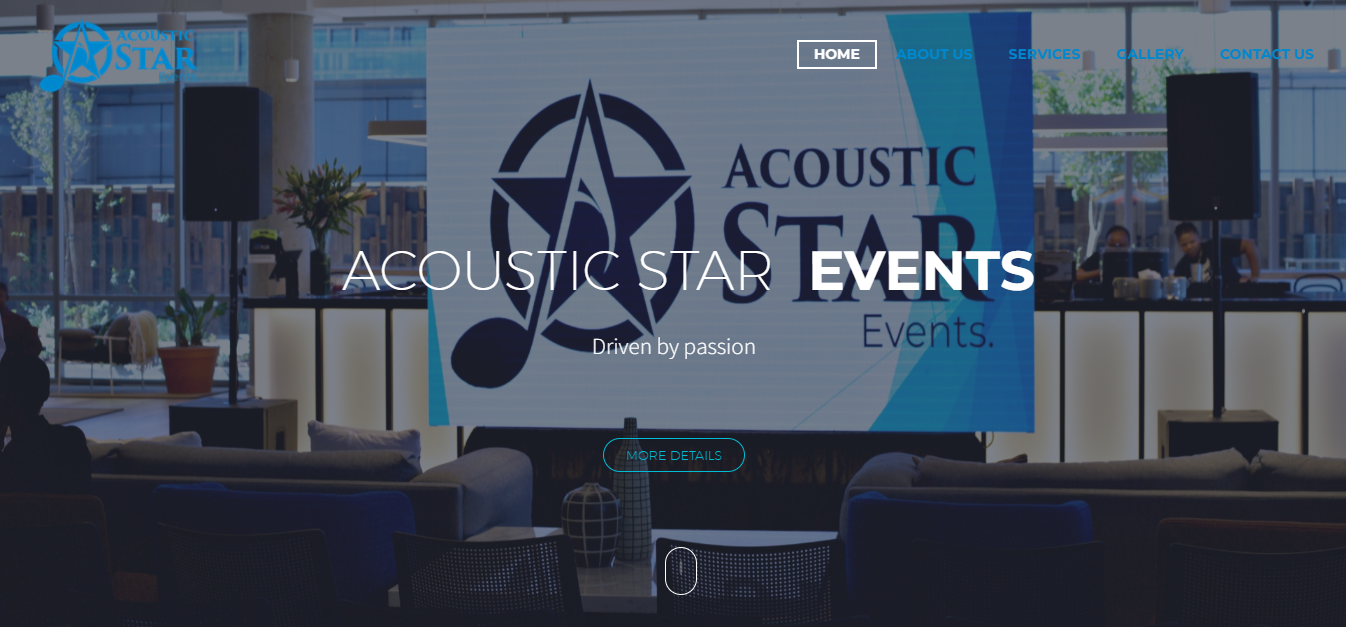 ACOUSTIC
STAR
HOME ABOUT US SERVICES GALLERY CONTACT US
ACOUSTIC
STAR
Events.
ACOUSTIC STAR EVENTS
Driven by passion
MORE DETAILS